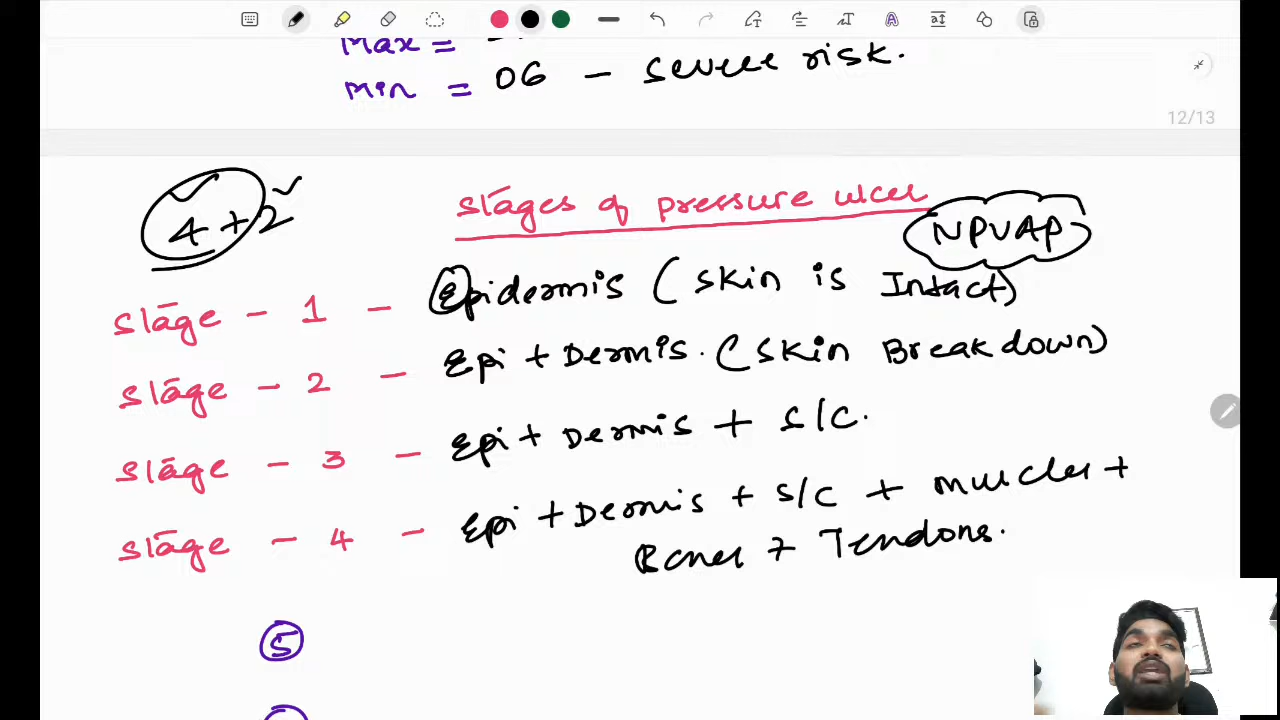 Max =
Min = 06 - severe risk.
12/13
4+2
stages of pressure ulcer
NPUAP
stage - 1 - Epidermis (skin is Intact)
stage - 2 - Epi + Dermis. (skin Breakdown)
stage - 3 - Epi + Dermis + S/C.
stage - 4 - Epi + Dermis + S/C + muscles +
Bones + Tendons.
5